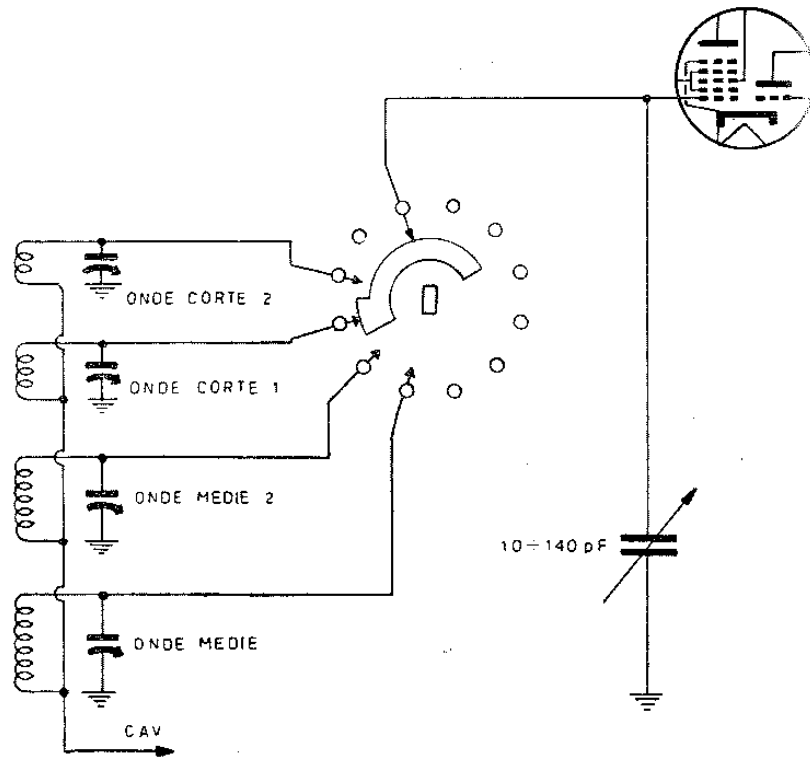 ONDE CORTE 2
ONDE CORTE 1
ONDE MEDIE 2
10÷140 pF
ONDE MEDIE
CAV